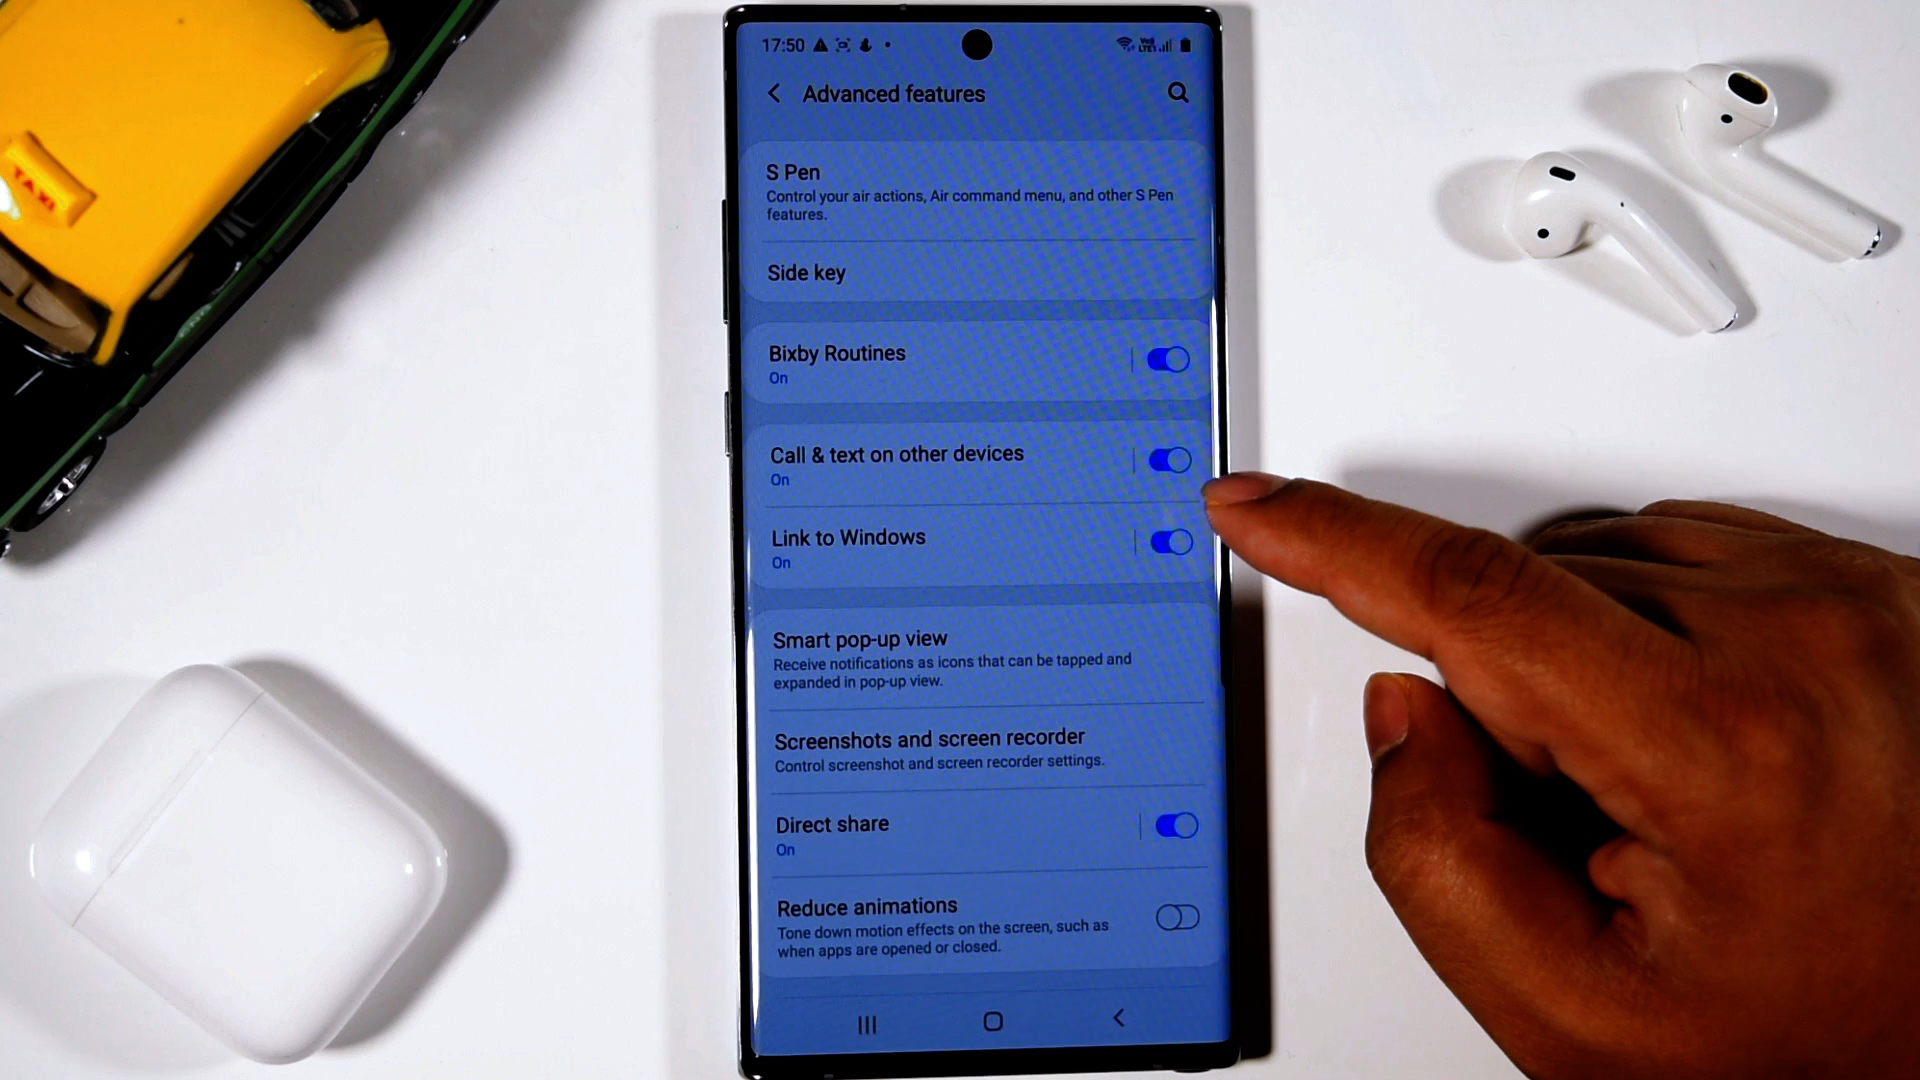 17:50
Vo)
LTE
Advanced features
TAXI
S Pen
Control your air actions, Air command menu, and other S Pen
features.
Side key
Bixby Routines
On
Call & text on other devices
On
Link to Windows
On
Smart pop-up view
Receive notifications as icons that can be tapped and
expanded in pop-up view.
Screenshots and screen recorder
Control screenshot and screen recorder settings.
Direct share
On
Reduce animations
Tone down motion effects on the screen, such as
when apps are opened or closed.